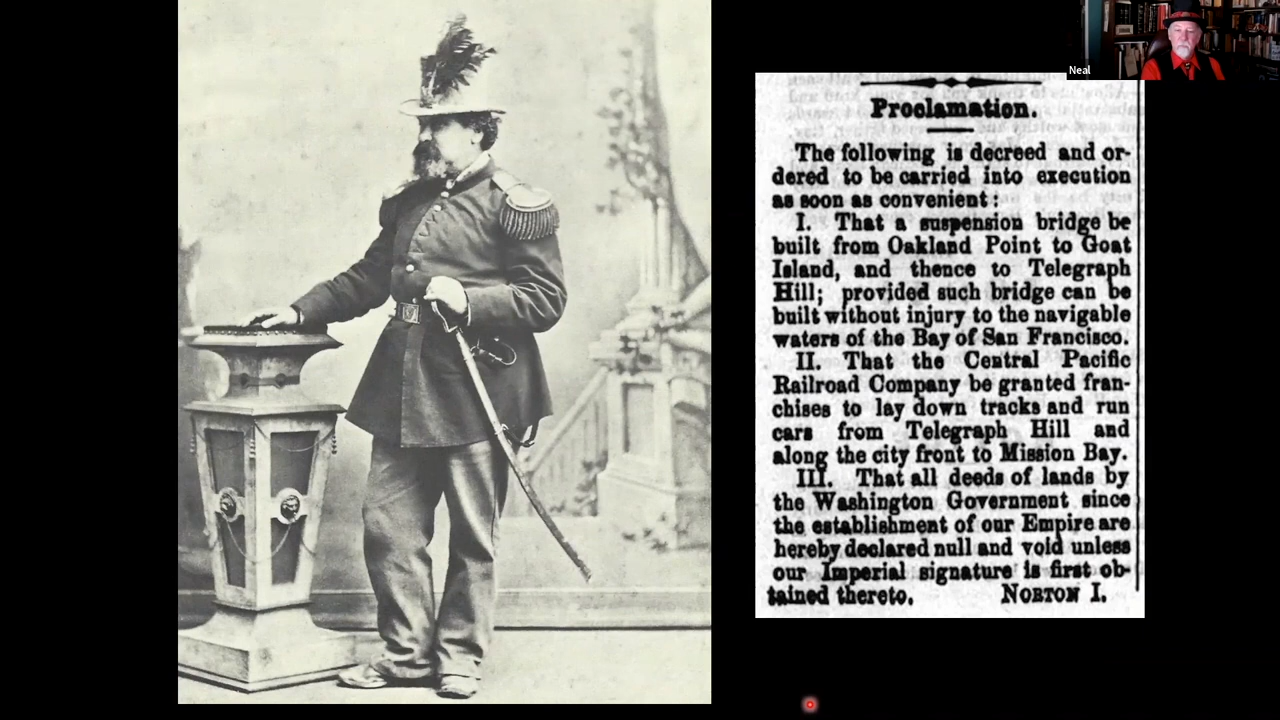 Neal
Proclamation.
The following is decreed and or-
dered to be carried into execution
as soon as convenient:
I. That a suspension bridge be
built from Oakland Point to Goat
Island, and thence to Telegraph
Hill; provided such bridge can be
built without injury to the navigable
waters of the Bay of San Francisco.
II. That the Central Pacific
Railroad Company be granted fran-
chises to lay down tracks and run
cars from Telegraph Hill and
along the city front to Mission Bay.
III. That all deeds of lands by
the Washington Government since
the establishment of our Empire are
hereby declared null and void unless
our Imperial signature is first ob-
tained thereto. NORTON I.